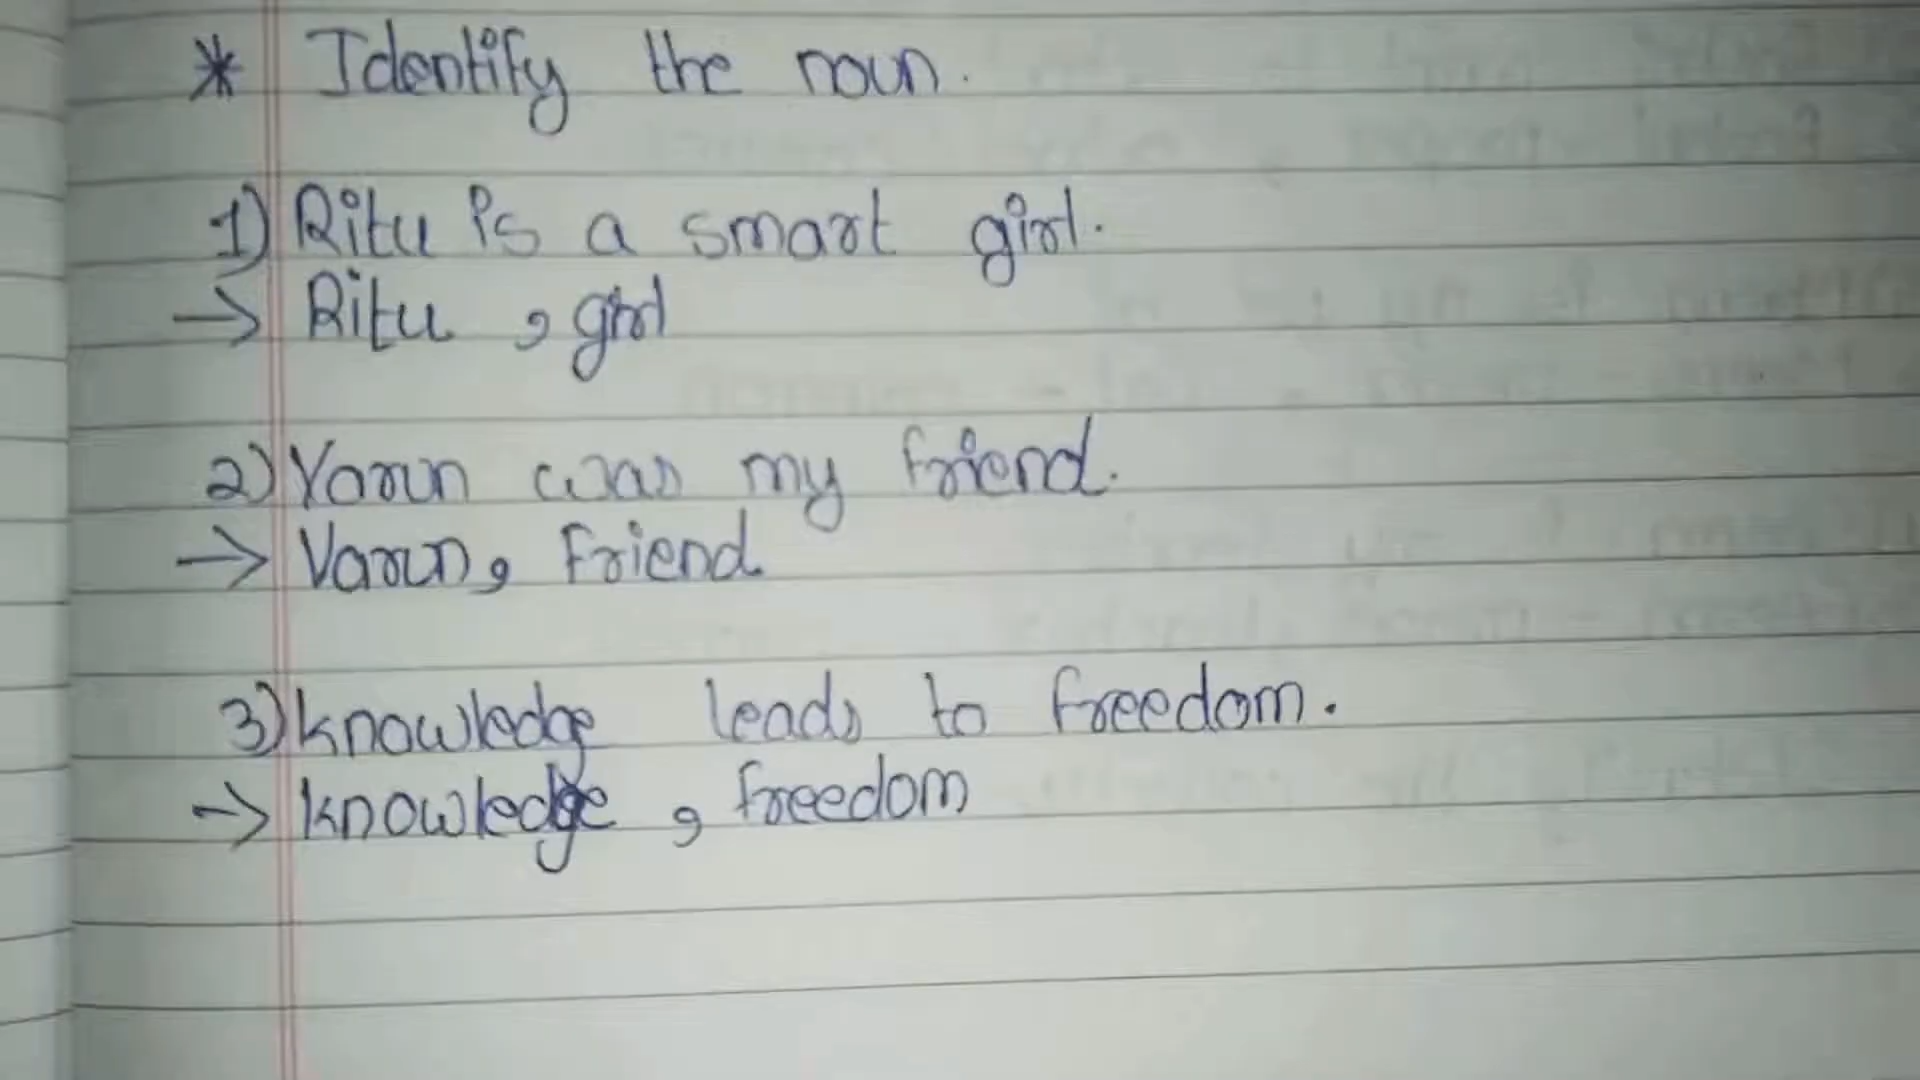 * Identify the noun.
1) Ritu is a smart girl.
→ Ritu , girl
2) Varun was my friend.
→ Varun, Friend
3) knowledge leads to freedom.
→ knowledge , freedom